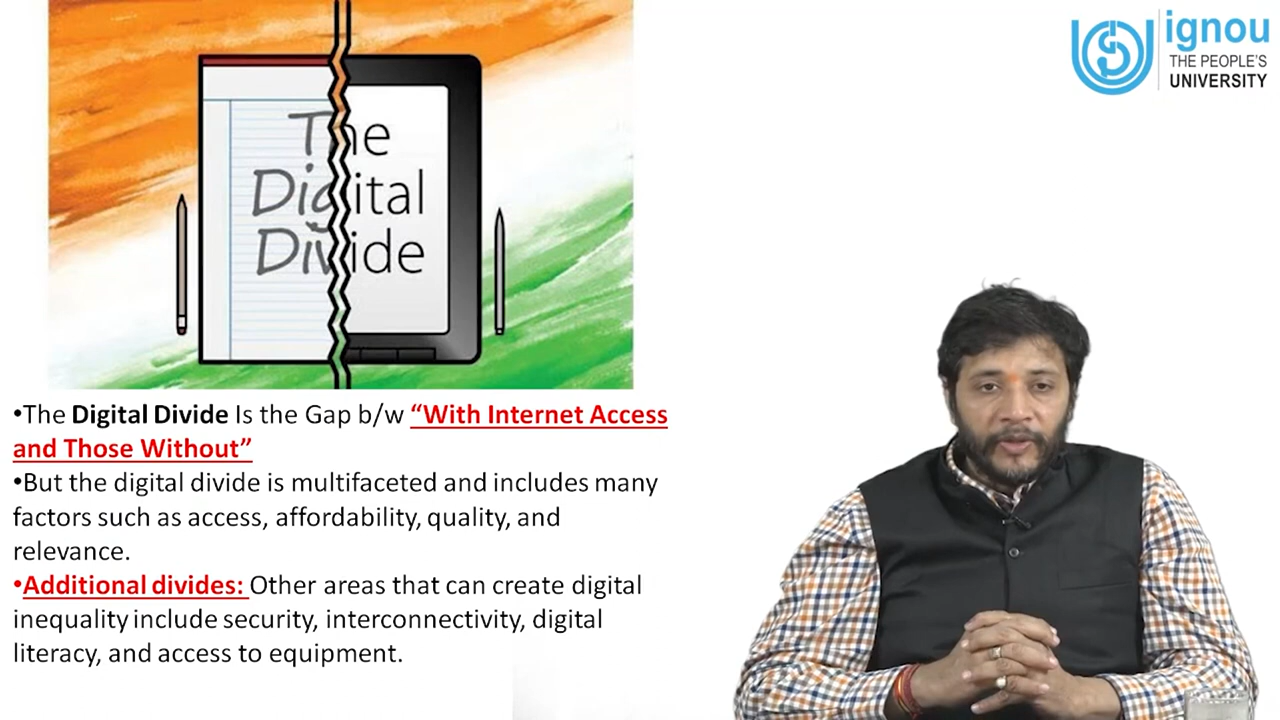 The
Digital
Divide
ignou
THE PEOPLE'S
UNIVERSITY
•The Digital Divide Is the Gap b/w “With Internet Access
and Those Without”
•But the digital divide is multifaceted and includes many
factors such as access, affordability, quality, and
relevance.
•Additional divides: Other areas that can create digital
inequality include security, interconnectivity, digital
literacy, and access to equipment.